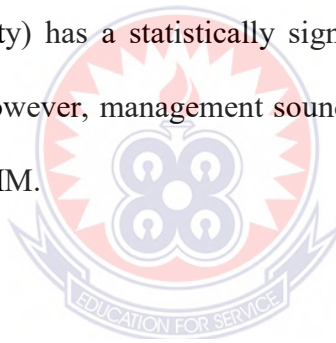 ty) has a statistically sign
owever, management sound
IM.
EDUCATION FOR SERVICE